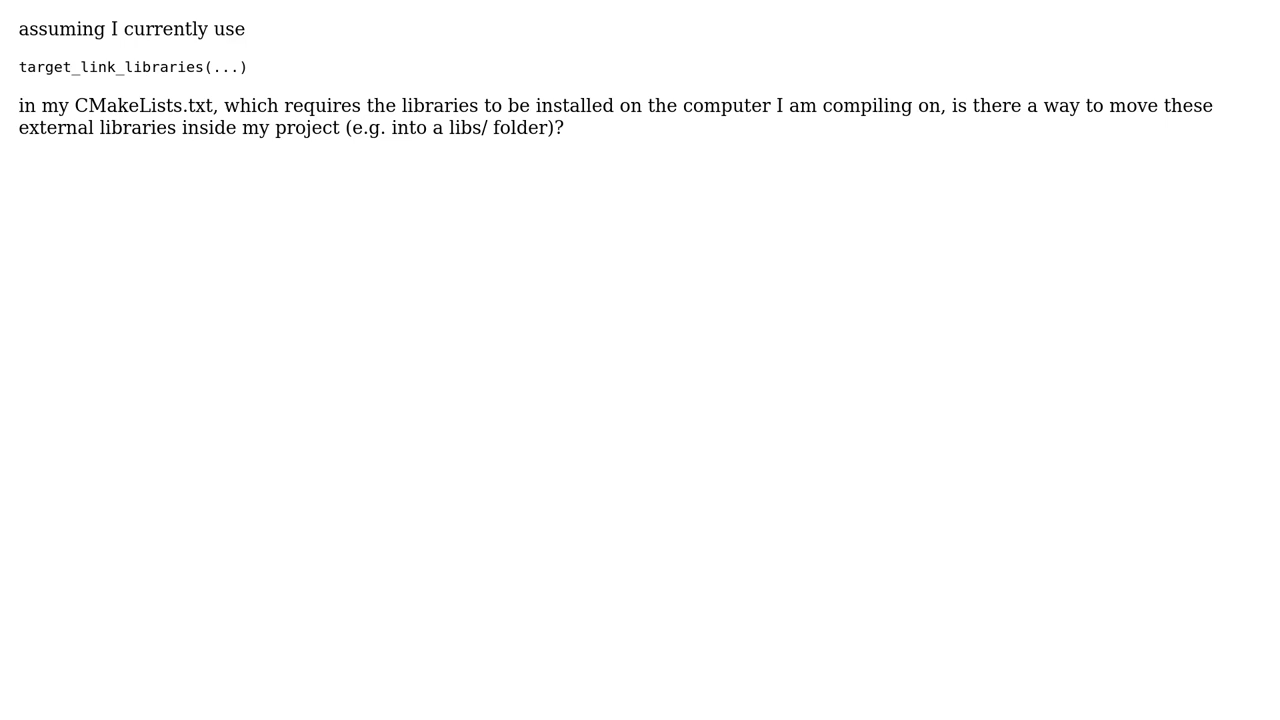 assuming I currently use
target_link_libraries(...)
in my CMakeLists.txt, which requires the libraries to be installed on the computer I am compiling on, is there a way to move these
external libraries inside my project (e.g. into a libs/ folder)?